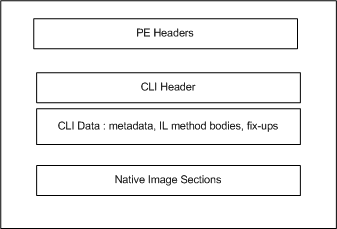 PE Headers
CLI Header
CLI Data : metadata, IL method bodies, fix-ups
Native Image Sections